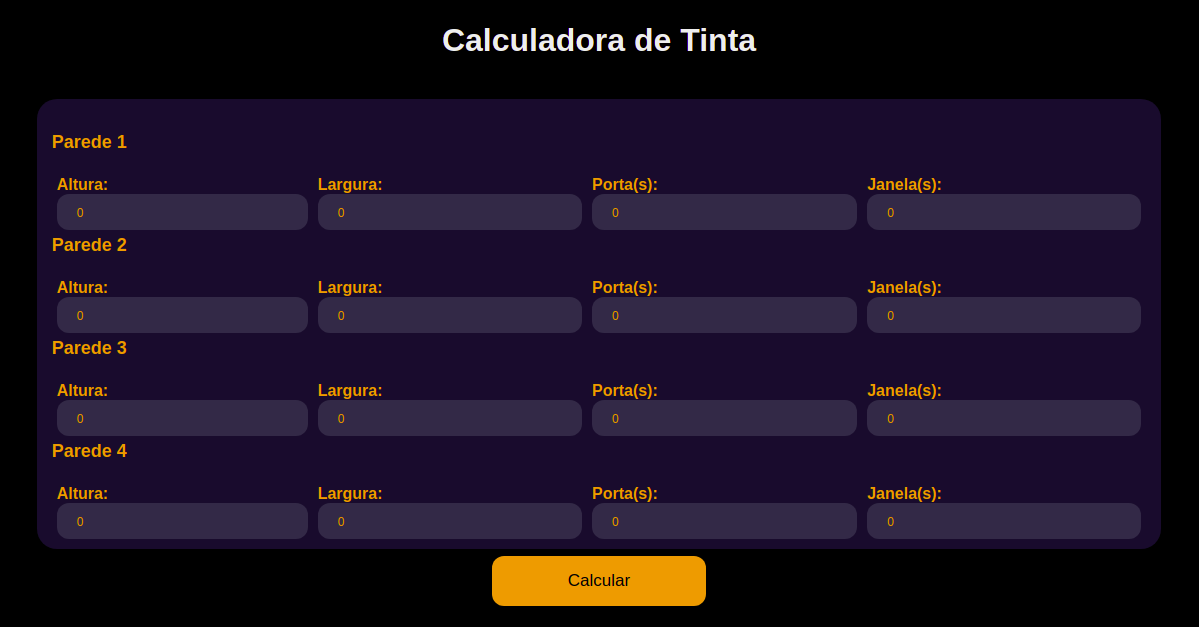 Calculadora de Tinta
Parede 1
Altura: Largura: Porta(s): Janela(s):
0 0 0 0
Parede 2
Altura: Largura: Porta(s): Janela(s):
0 0 0 0
Parede 3
Altura: Largura: Porta(s): Janela(s):
0 0 0 0
Parede 4
Altura: Largura: Porta(s): Janela(s):
0 0 0 0
Calcular